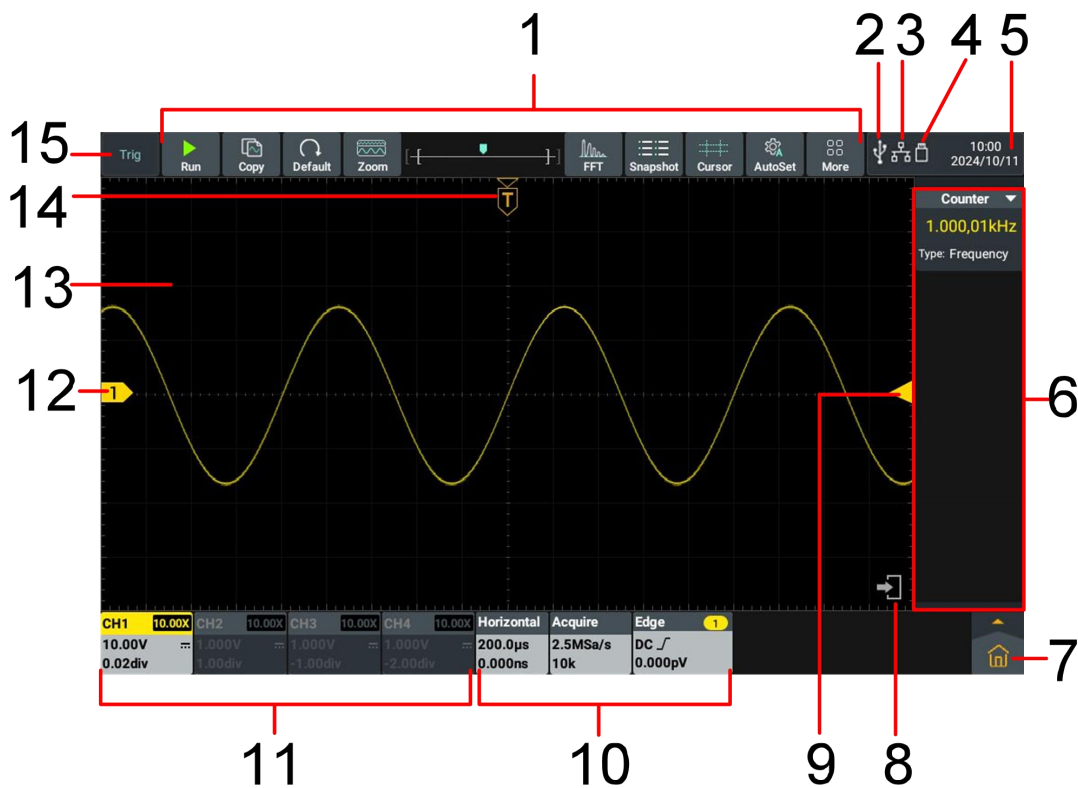 1 2 3 4 5
15 Trig Run Copy Default Zoom FFT Snapshot Cursor A AutoSet More 10:00
2024/10/11
14 T
Counter
1.000,01kHz
Type: Frequency
13
12 1 9 6
CH1 10.00X CH2 10.00X CH3 10.00X CH4 10.00X Horizontal Acquire Edge 1
10.00V 1.000V 1.000V 1.000V 200.0μs 2.5MSa/s DC
0.02div 1.00div -1.00div -2.00div 0.000ns 10k 0.000pV
7
11 10 9 8